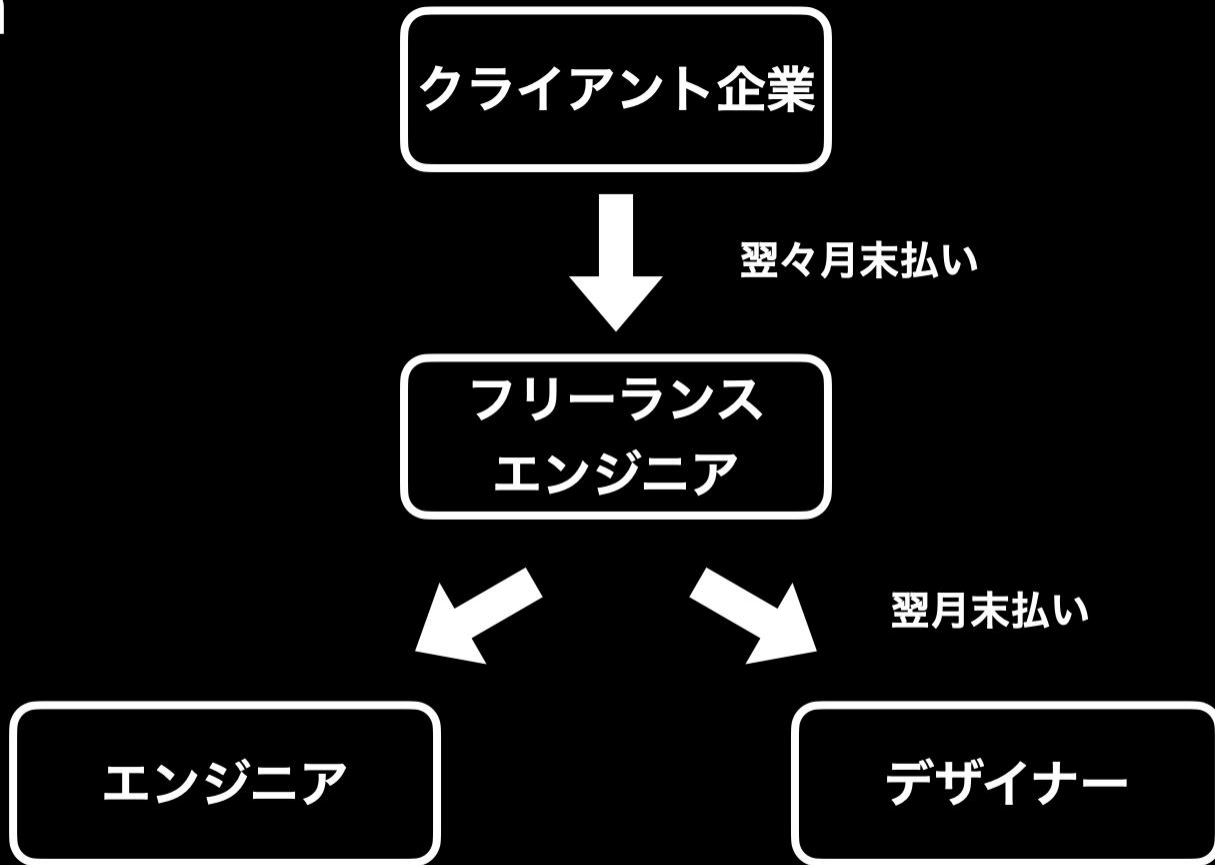 クライアント企業
翌々月末払い
フリーランス
エンジニア
翌月末払い
エンジニア
デザイナー